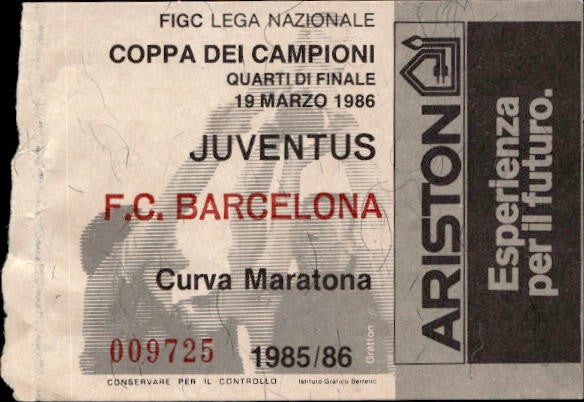 FIGC LEGA NAZIONALE
COPPA DEI CAMPIONI
QUARTI DI FINALE
19 MARZO 1986
JUVENTUS
F.C. BARCELONA
Curva Maratona
009725
1985/86
Gratton
CONSERVARE PER IL CONTROLLO
Istituto Grafico Bertello
ARISTON
Esperienza
per il futuro.